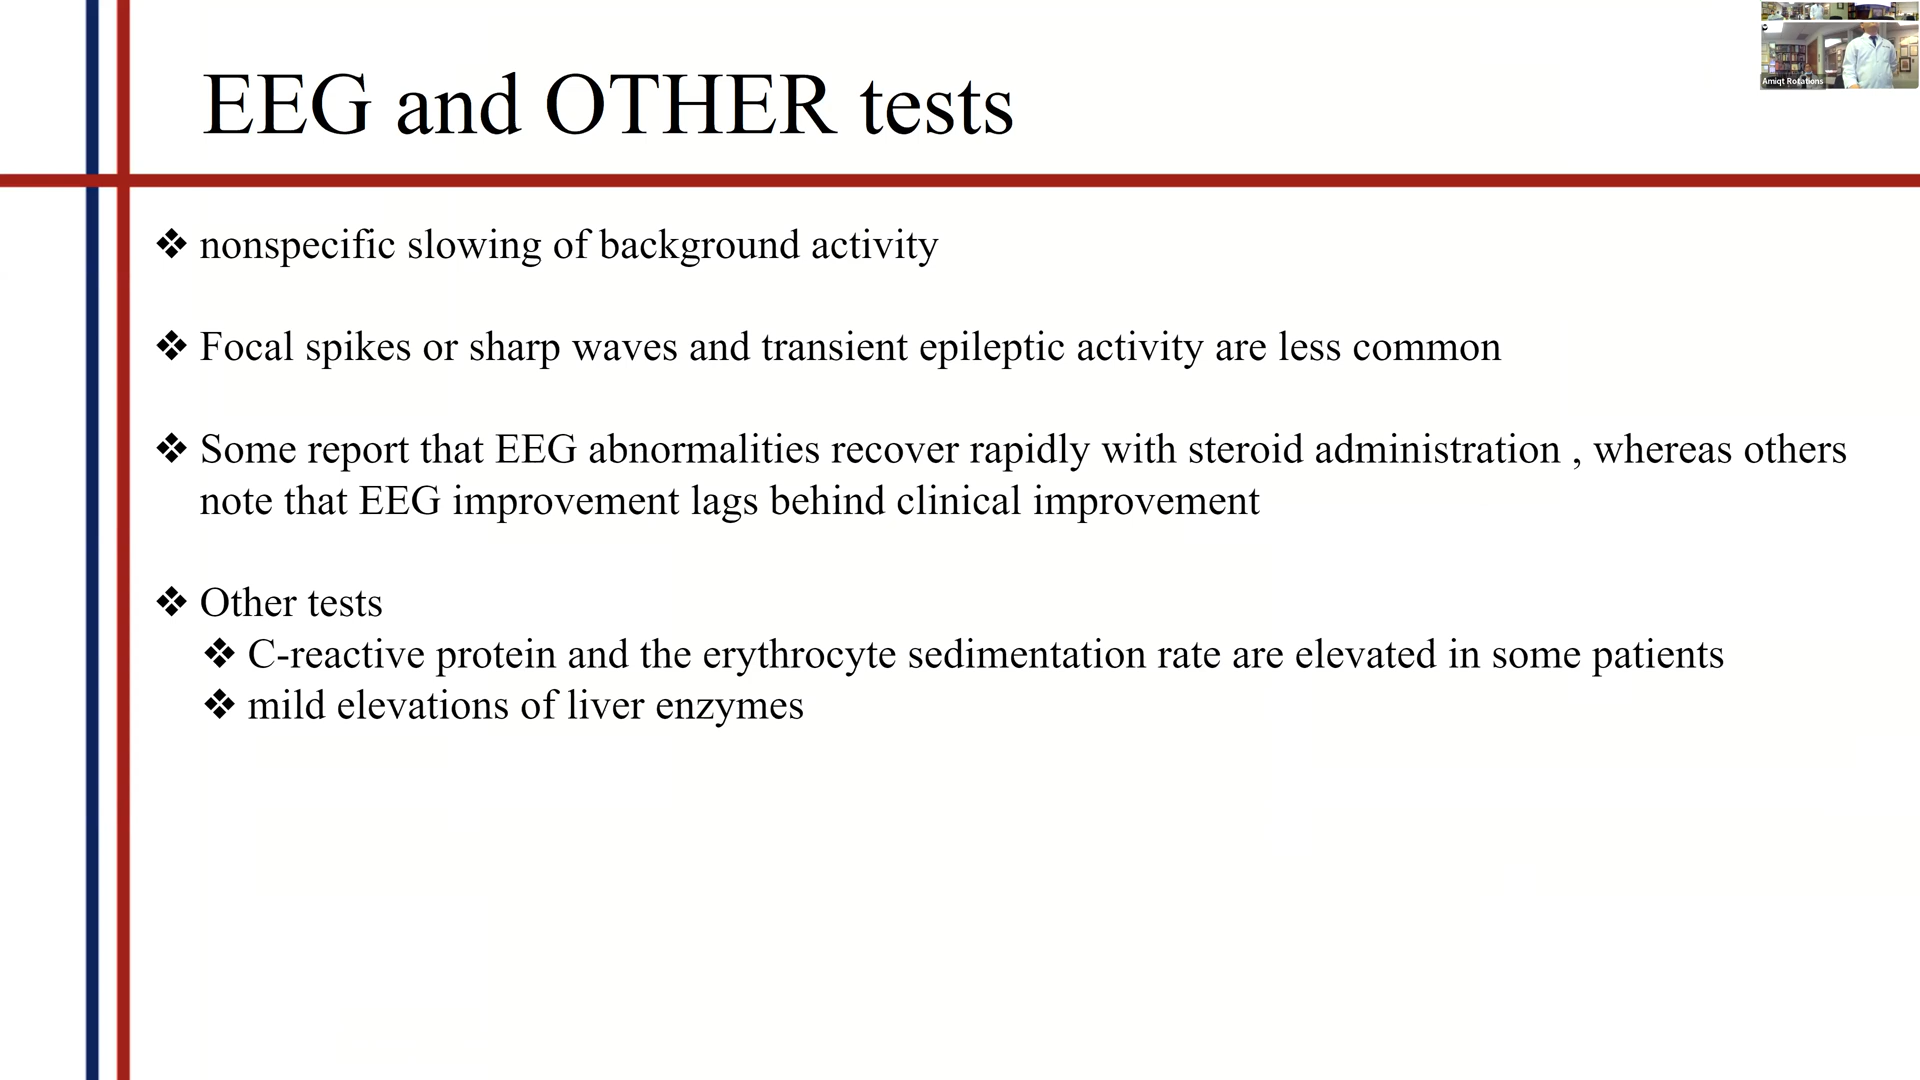 EEG and OTHER tests
Amiqt Rotations
❖ nonspecific slowing of background activity
❖ Focal spikes or sharp waves and transient epileptic activity are less common
❖ Some report that EEG abnormalities recover rapidly with steroid administration , whereas others
note that EEG improvement lags behind clinical improvement
❖ Other tests
❖ C-reactive protein and the erythrocyte sedimentation rate are elevated in some patients
❖ mild elevations of liver enzymes